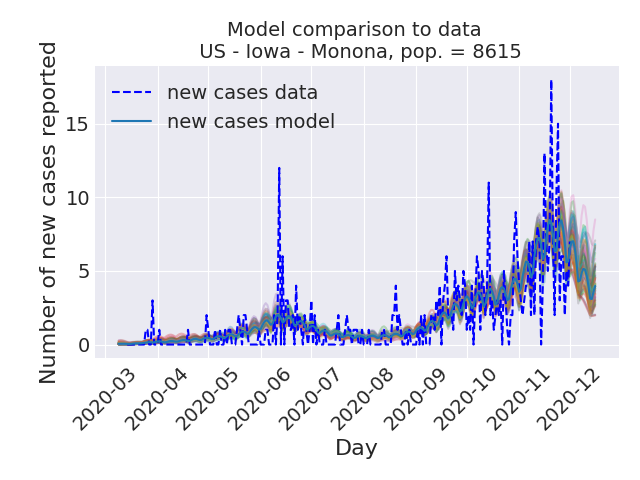 Model comparison to data
US - Iowa - Monona, pop. = 8615
new cases data
new cases model
Number of new cases reported
15
10
5
0
2020-03
2020-04
2020-05
2020-06
2020-07
2020-08
2020-09
2020-10
2020-11
2020-12
Day